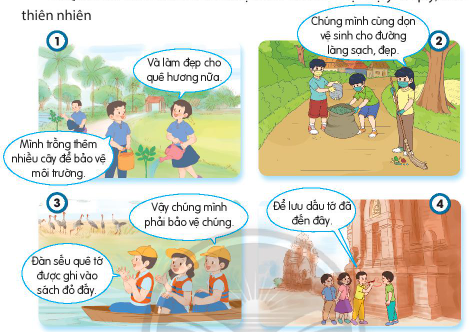 thiên nhiên
1
Và làm đẹp cho
quê hương nữa.
Mình trồng thêm
nhiều cây để bảo vệ
môi trường.
2
Chúng mình cùng dọn
vệ sinh cho đường
làng sạch, đẹp.
3
Vậy chúng mình
phải bảo vệ chúng.
Đàn sếu quê tớ
được ghi vào
sách đỏ đấy.
4
Để lưu dấu tớ đã
đến đây.